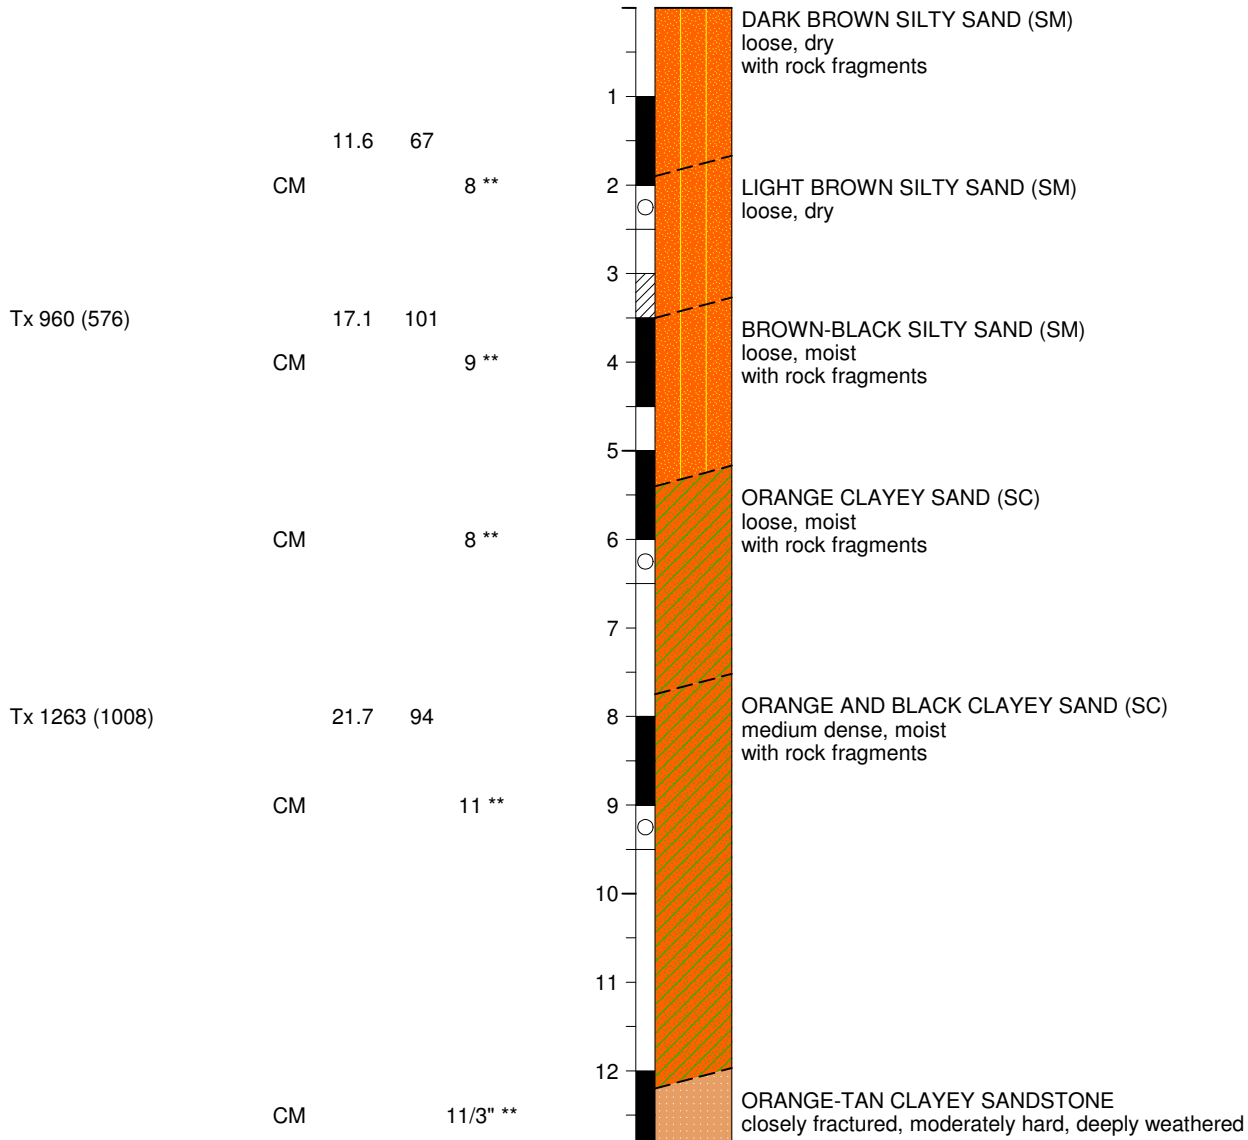 DARK BROWN SILTY SAND (SM)
loose, dry
with rock fragments
1
11.6 67
CM 8 ** 2 LIGHT BROWN SILTY SAND (SM)
loose, dry
3
Tx 960 (576) 17.1 101
BROWN-BLACK SILTY SAND (SM)
loose, moist
CM 9 ** 4
with rock fragments
5
ORANGE CLAYEY SAND (SC)
loose, moist
CM 8 ** 6
with rock fragments
7
ORANGE AND BLACK CLAYEY SAND (SC)
Tx 1263 (1008) 21.7 94 8
medium dense, moist
with rock fragments
CM 11 ** 9
10
11
12
ORANGE-TAN CLAYEY SANDSTONE
CM 11/3" **
closely fractured, moderately hard, deeply weathered